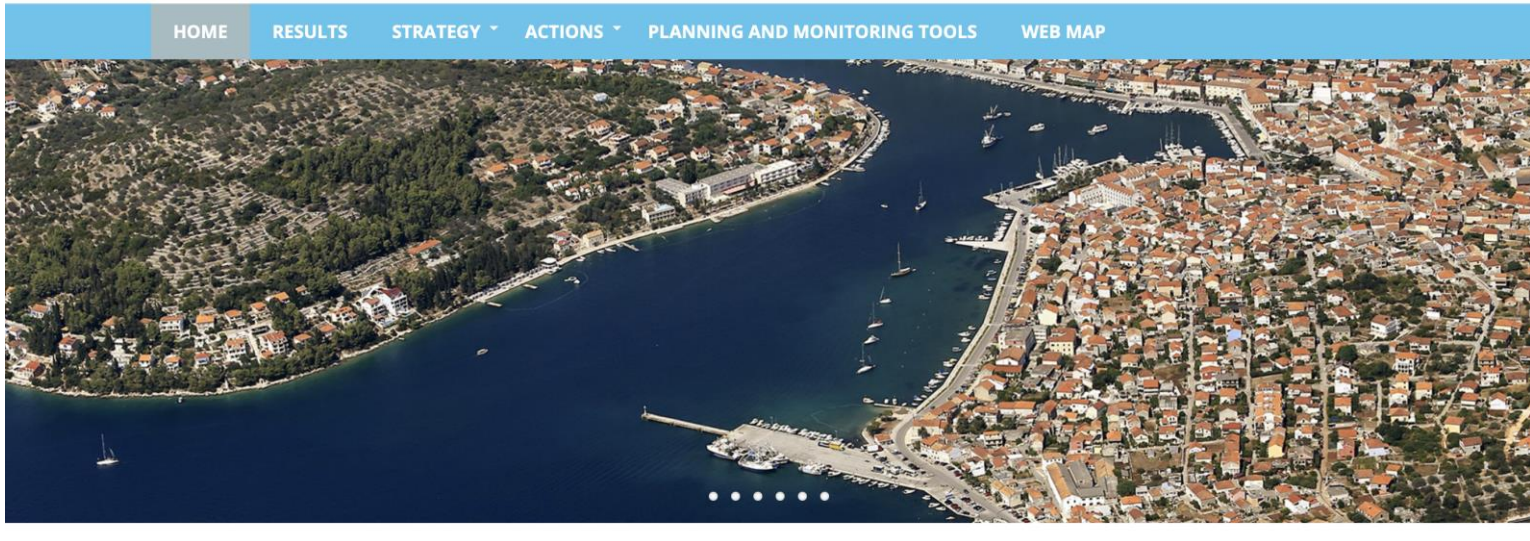 HOME RESULTS STRATEGY ACTIONS PLANNING AND MONITORING TOOLS WEB MAP